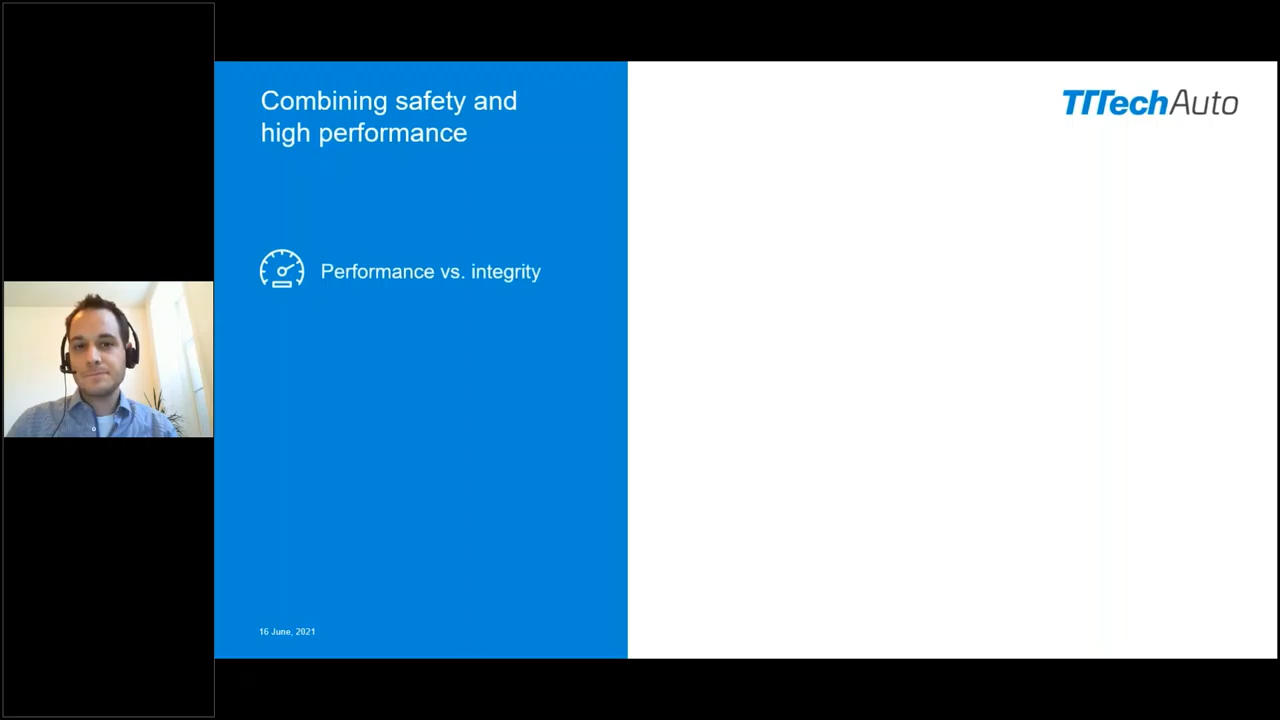 Combining safety and
high performance
TTTechAuto
Performance vs. integrity
16 June, 2021